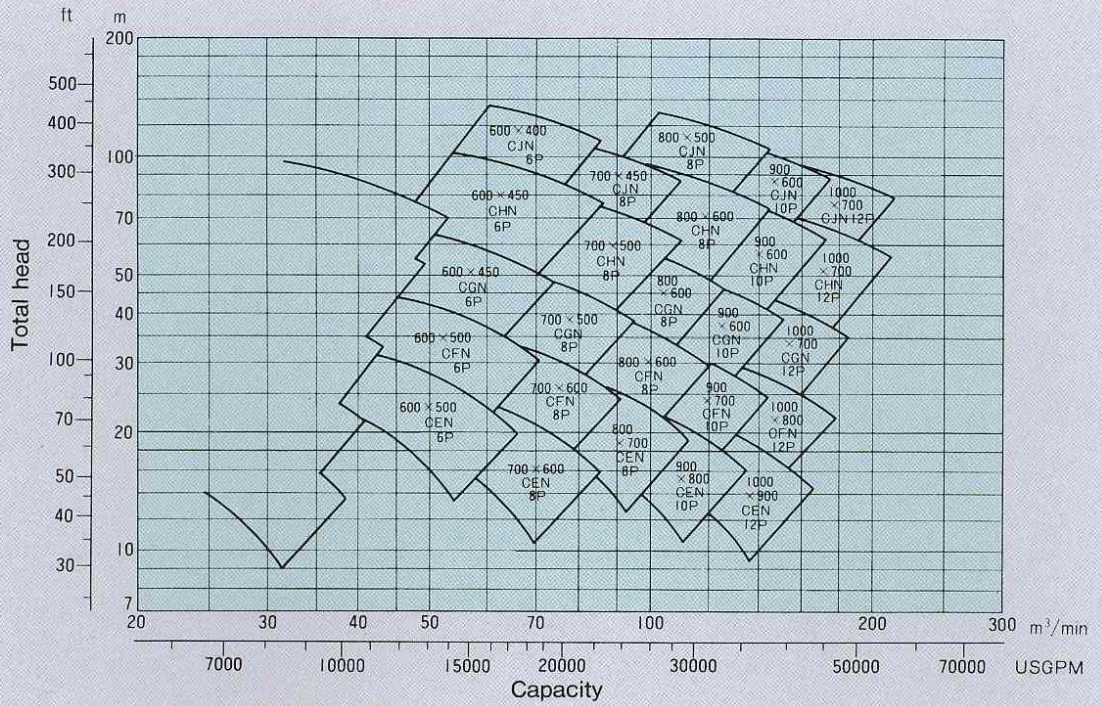 ft
m
200
100
70
50
40
30
20
10
7
500
400
300
200
150
100
70
50
40
30
Total head
600 × 400
CJN
6P
800 × 500
CJN
8P
700 × 450
CJN
8P
900
× 600
CJN
10P
1000
× 700
CJN 12P
600 × 450
CHN
6P
700 × 500
CHN
8P
800 × 600
CHN
8P
900
× 600
CHN
10P
1000
× 700
CHN
12P
600 × 450
CGN
6P
700 × 500
CGN
8P
800
× 600
CGN
8P
900
× 600
CGN
10P
1000
× 700
CGN
12P
600 × 500
CFN
6P
700 × 600
CFN
8P
800 × 600
CFN
8P
900
× 700
CFN
10P
1000
× 800
CFN
12P
600 × 500
CEN
6P
700 × 600
CEN
8P
800
× 700
CEN
8P
900
× 800
CEN
10P
1000
× 900
CEN
12P
20
30
40
50
70
100
200
300
m³/min
7000
10000
15000
20000
30000
50000
70000
USGPM
Capacity